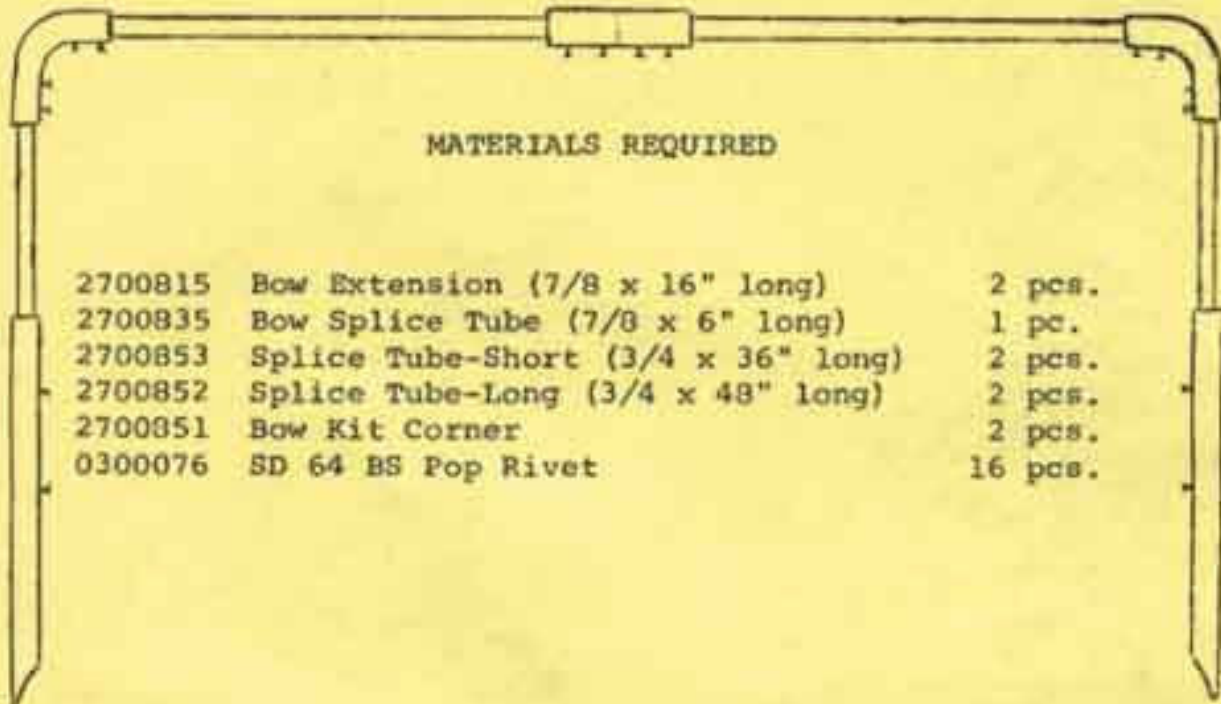 MATERIALS REQUIRED
2700815 Bow Extension (7/8 x 16" long) 2 pcs.
2700835 Bow Splice Tube (7/8 x 6" long) 1 pc.
2700853 Splice Tube-Short (3/4 x 36" long) 2 pcs.
2700852 Splice Tube-Long (3/4 x 48" long) 2 pcs.
2700851 Bow Kit Corner 2 pcs.
0300076 SD 64 BS Pop Rivet 16 pcs.